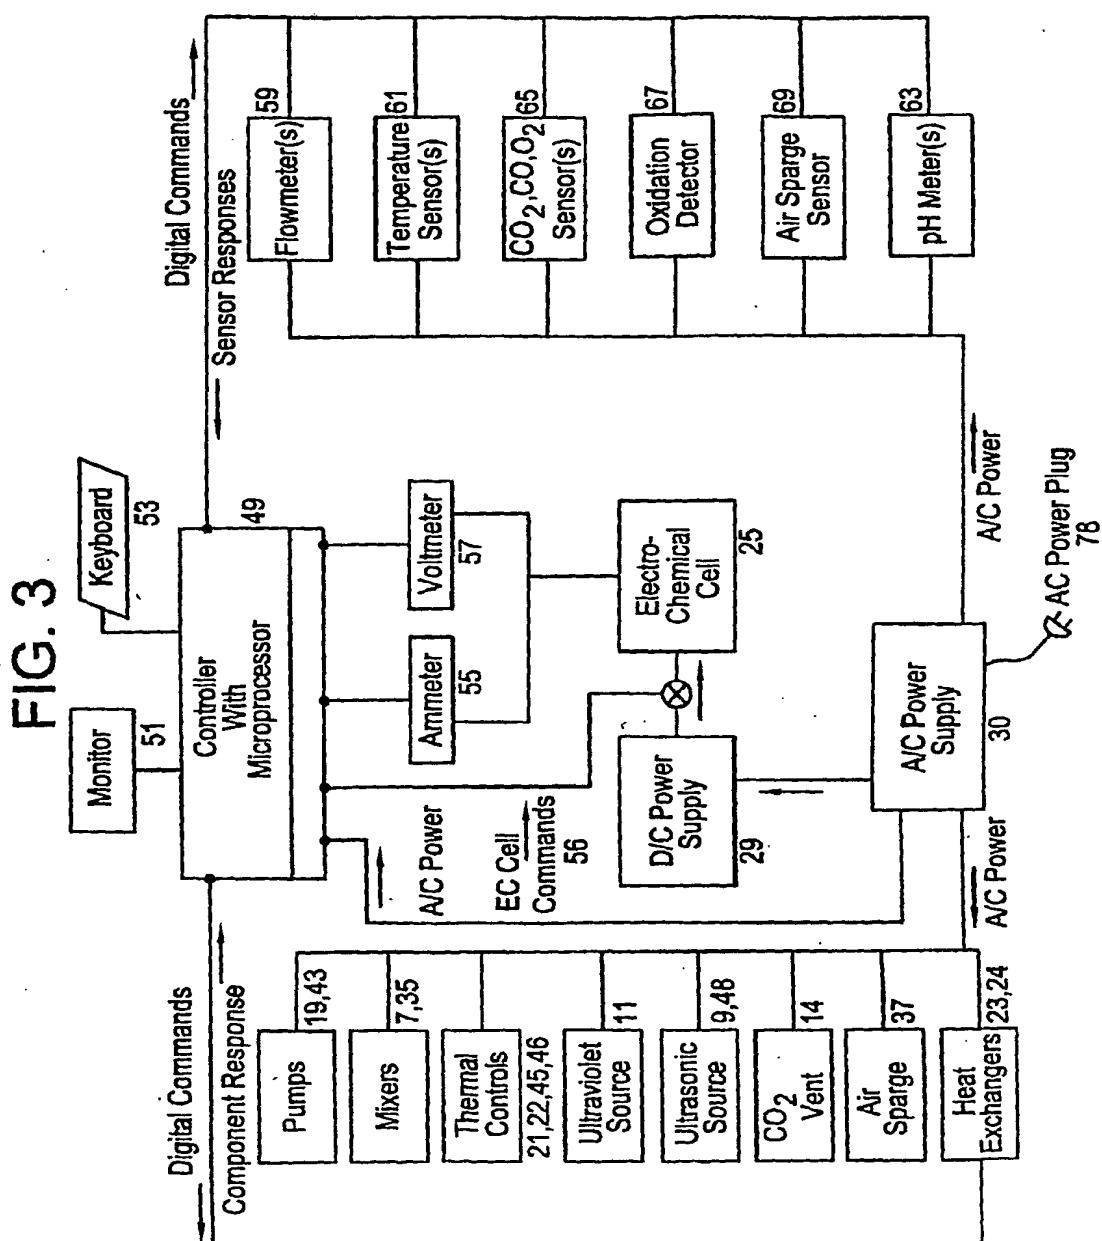 FIG. 3
Monitor
51
Keyboard
53
Controller
With
Microprocessor
49
Digital Commands
Component Response
Digital Commands
Sensor Responses
Pumps
19,43
Mixers
7,35
Thermal
Controls
21,22,45,46
Ultraviolet
Source
11
Ultrasonic
Source
9,48
CO2
Vent
14
Air
Sparge
37
Heat
Exchangers
23,24
A/C Power
EC Cell
Commands
56
Ammeter
55
Voltmeter
57
D/C Power
Supply
29
Electro-
Chemical
Cell
25
A/C Power
Supply
30
A/C Power
A/C Power
AC Power Plug
78
Flowmeter(s)
59
Temperature
Sensor(s)
61
CO2,CO,O2
Sensor(s)
65
Oxidation
Detector
67
Air Sparge
Sensor
69
pH Meter(s)
63